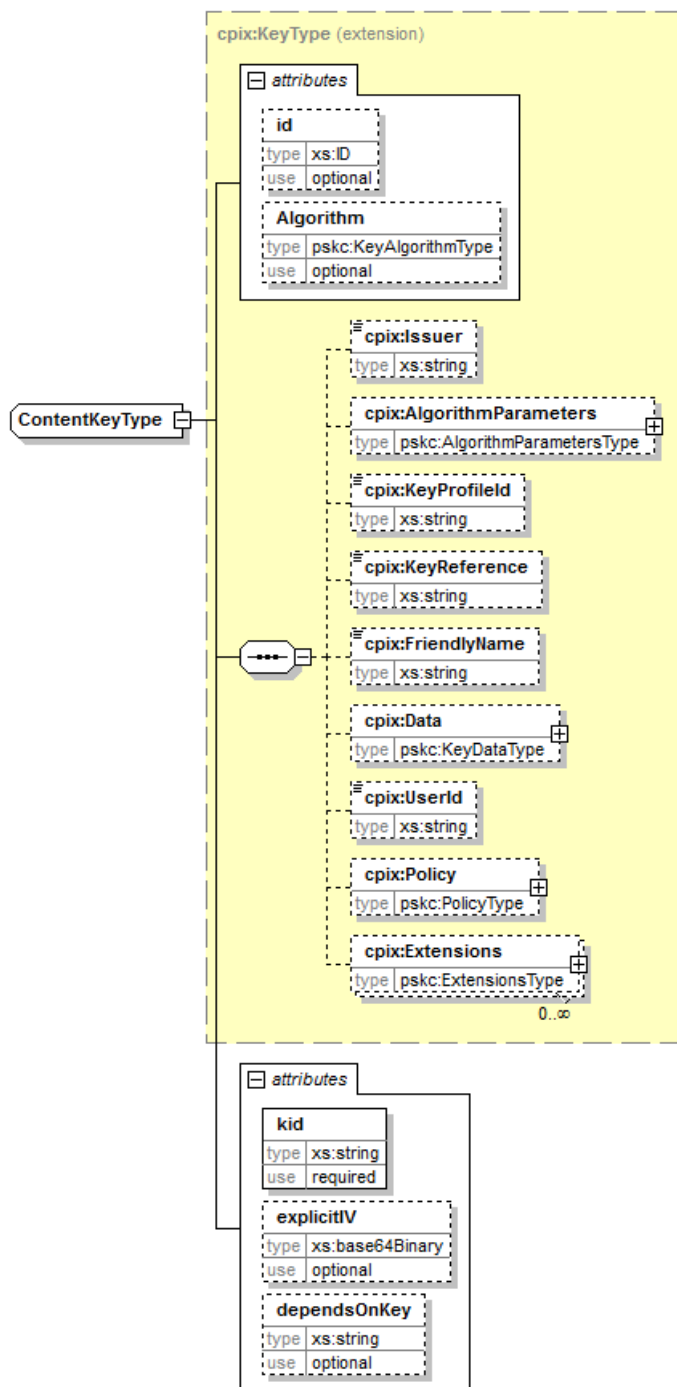 cpix:KeyType (extension)
attributes
id
type xs:ID
use optional
Algorithm
type pskc:KeyAlgorithmType
use optional
cpix:Issuer
type xs:string
ContentKeyType
cpix:AlgorithmParameters
type pskc:AlgorithmParametersType
cpix:KeyProfileId
type xs:string
cpix:KeyReference
type xs:string
cpix:FriendlyName
type xs:string
cpix:Data
type pskc:KeyDataType
cpix:UserId
type xs:string
cpix:Policy
type pskc:PolicyType
cpix:Extensions
type pskc:ExtensionsType
0..∞
attributes
kid
type xs:string
use required
explicitIV
type xs:base64Binary
use optional
dependsOnKey
type xs:string
use optional